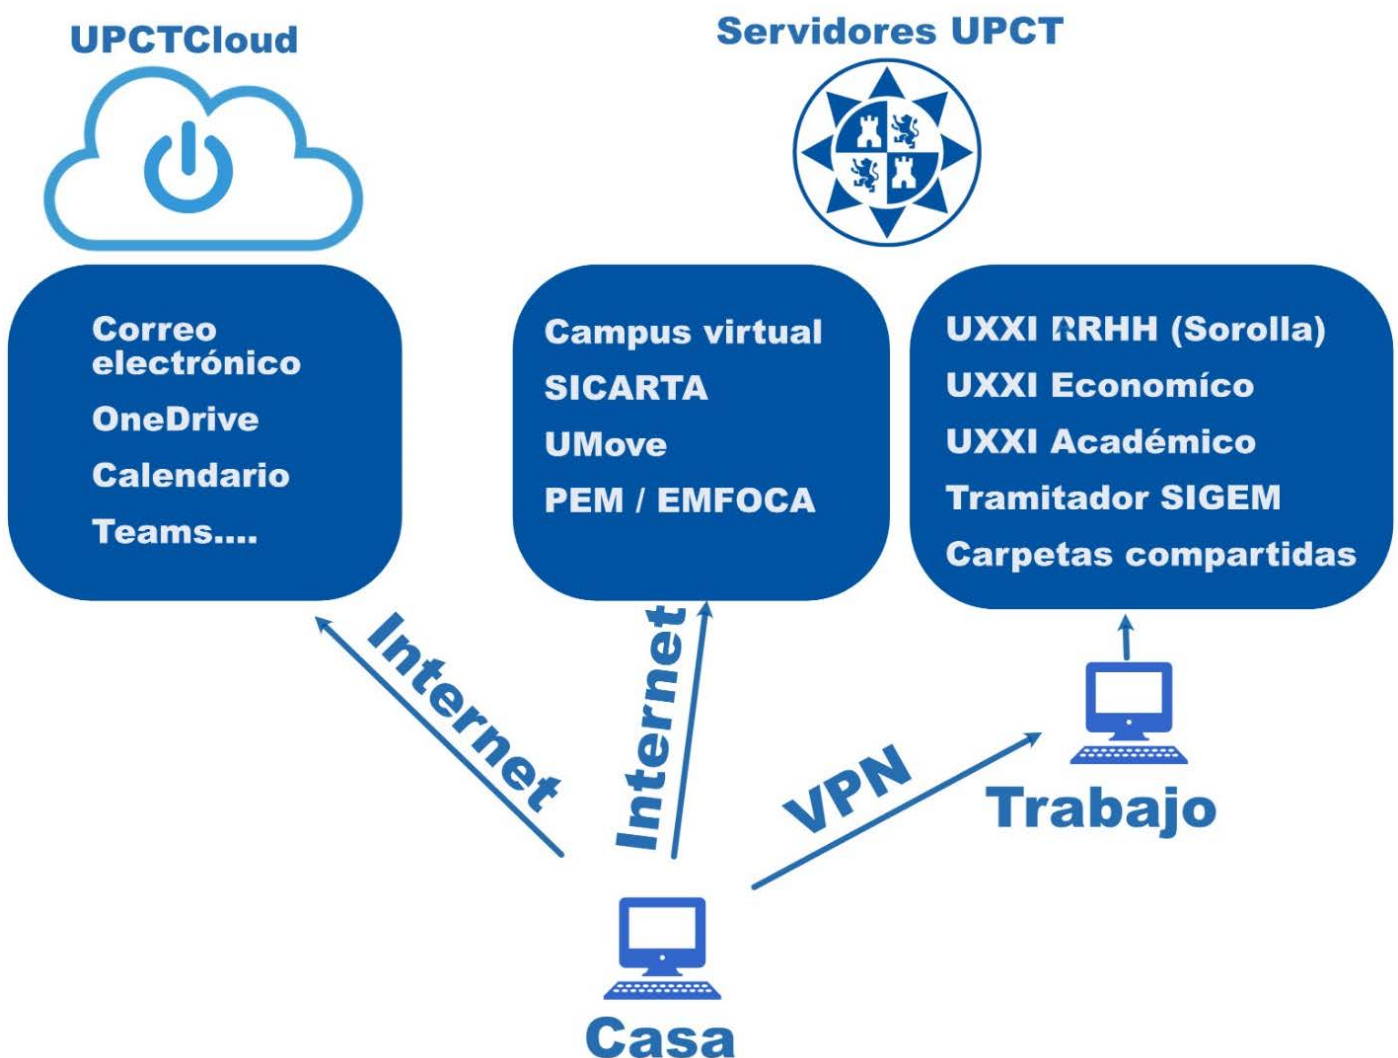 UPCTCloud
Servidores UPCT
Correo
electrónico
OneDrive
Calendario
Teams....
Campus virtual
SICARTA
UMove
PEM / EMFOCA
UXXI RRHH (Sorolla)
UXXI Economíco
UXXI Académico
Tramitador SIGEM
Carpetas compartidas
Internet
Internet
VPN
Trabajo
Casa